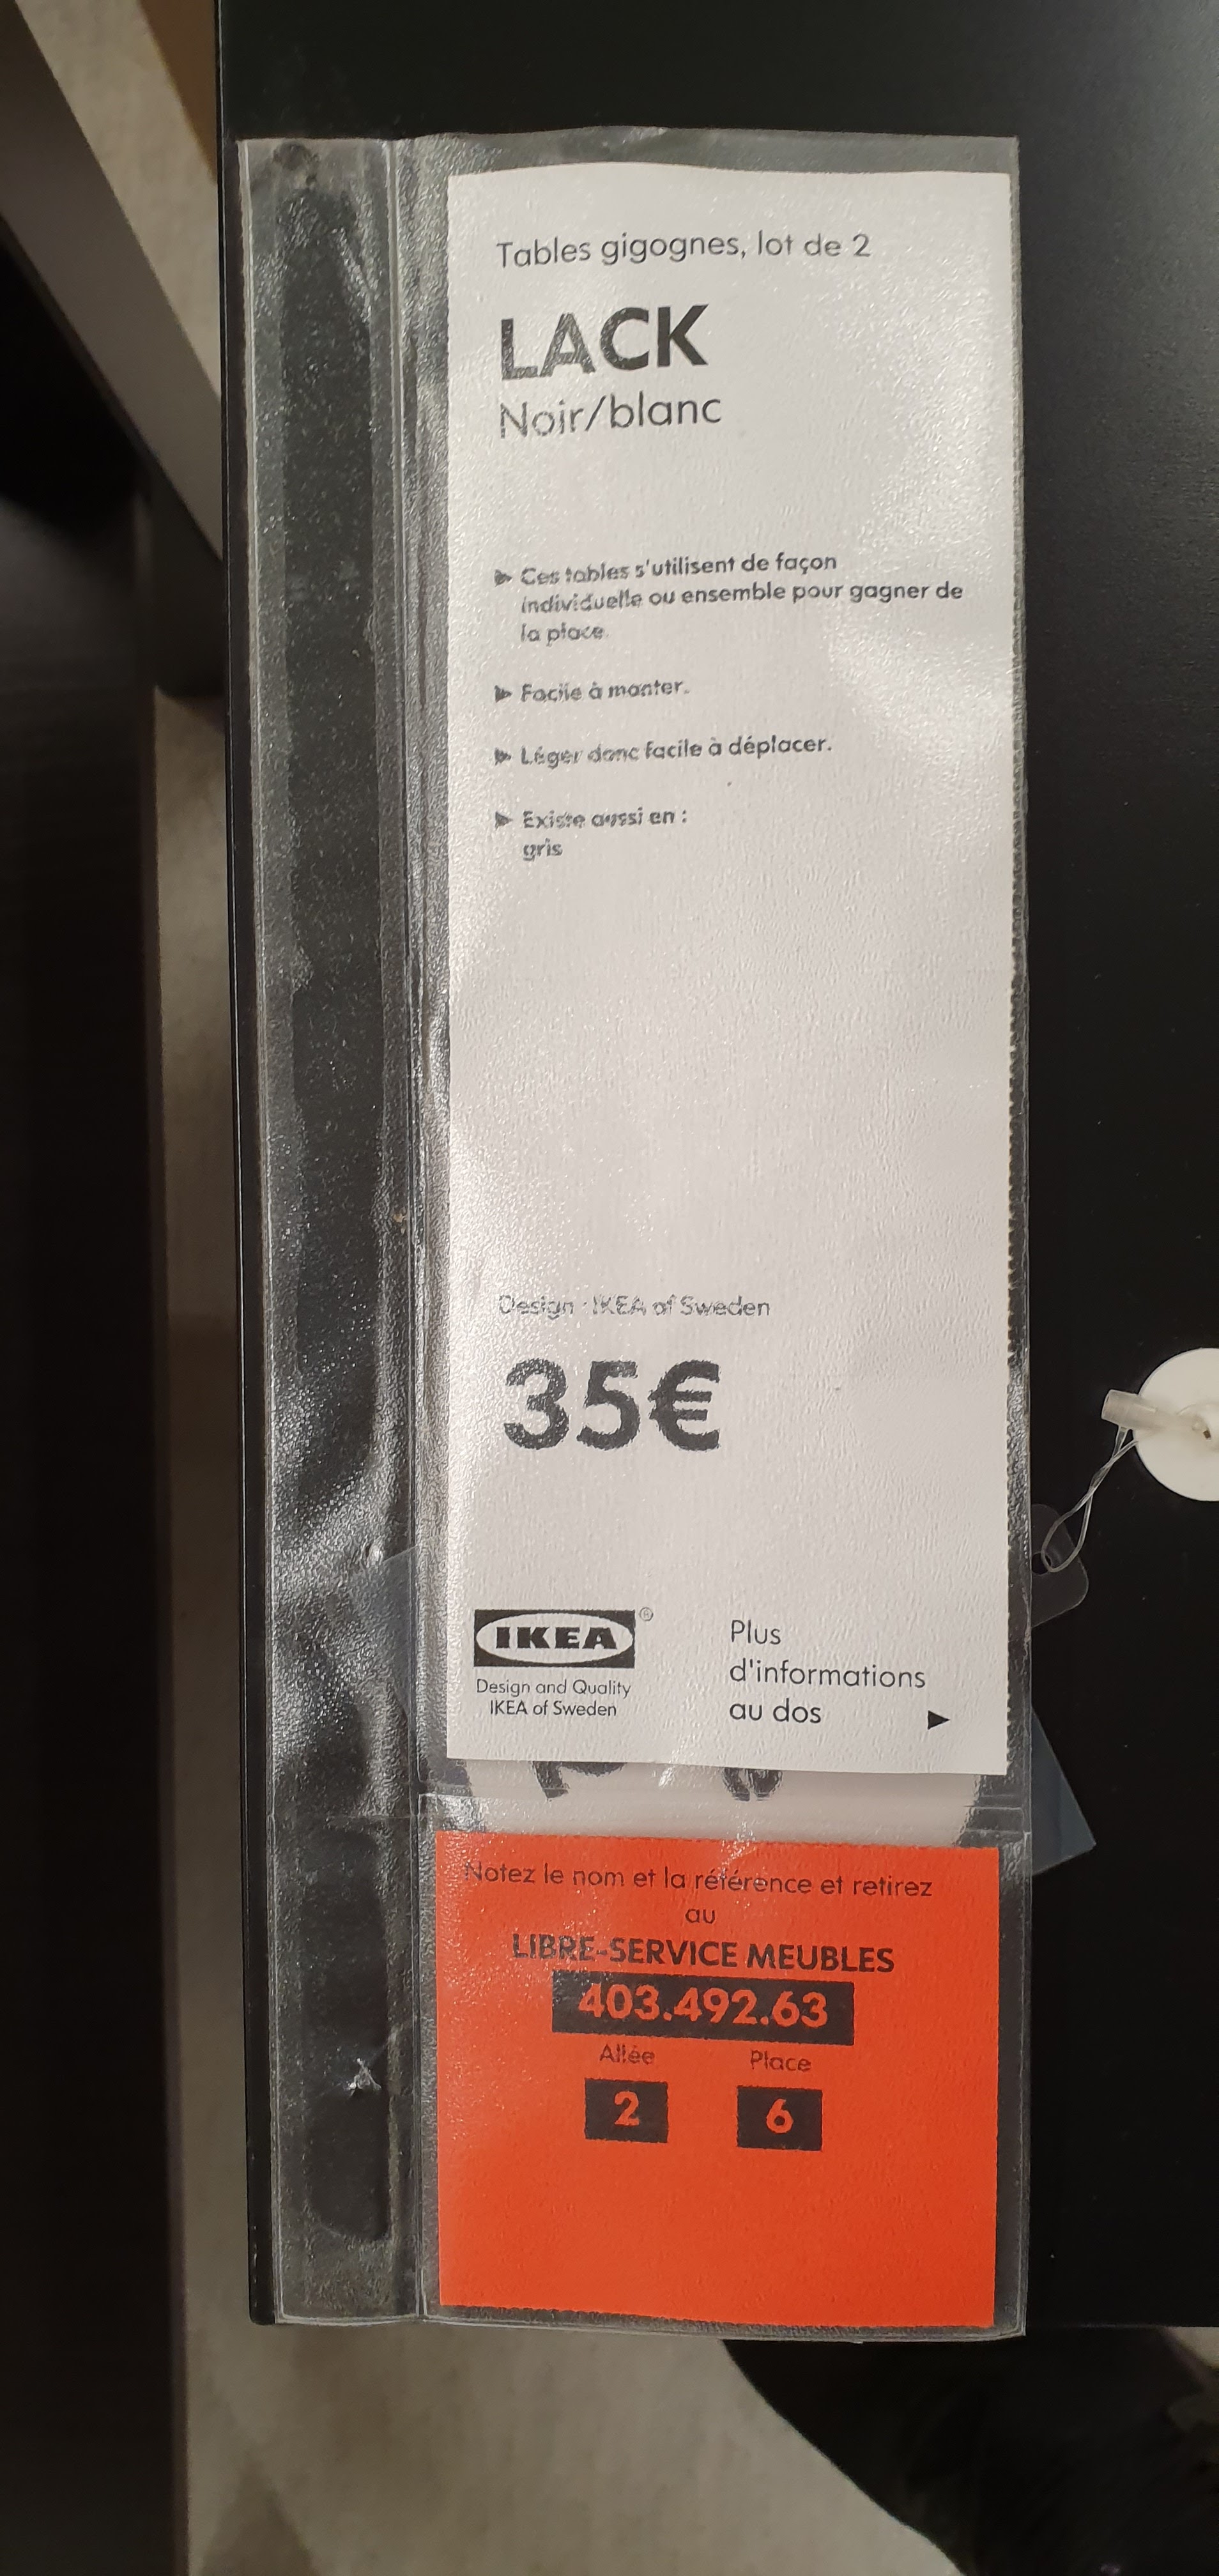 Tables gigognes, lot de 2
LACK
Noir/blanc
▶ Ces tables s'utilisent de façon
individuelle ou ensemble pour gagner de
la place.
▶ Facile à monter.
▶ Léger donc facile à déplacer.
▶ Existe aussi en :
gris
Design : IKEA of Sweden
35€
IKEA®
Design and Quality
IKEA of Sweden
Plus
d'informations
au dos ▶
Notez le nom et la référence et retirez
au
LIBRE-SERVICE MEUBLES
403.492.63
Allée Place
2 6